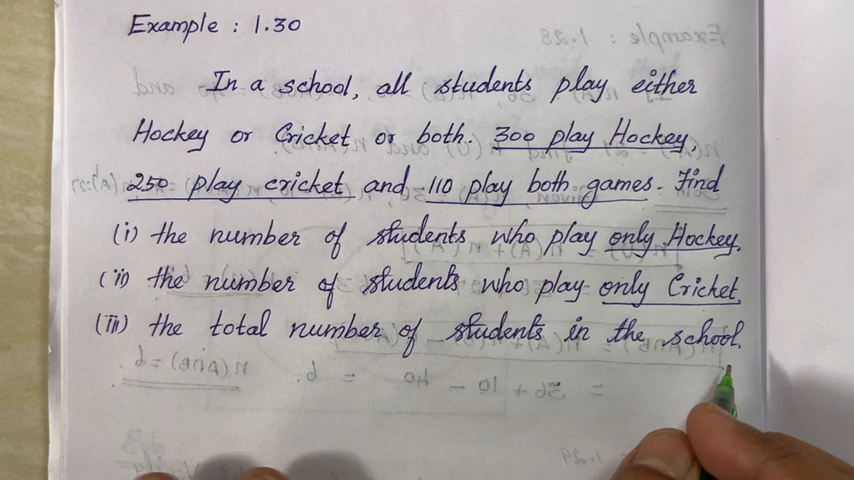 Example : 1.30
In a school, all students play either
Hockey or Cricket or both. 300 play Hockey,
250 play cricket and 110 play both games. Find
(i) the number of students who play only Hockey.
(ii) the number of students who play only Cricket.
(iii) the total number of students in the school.